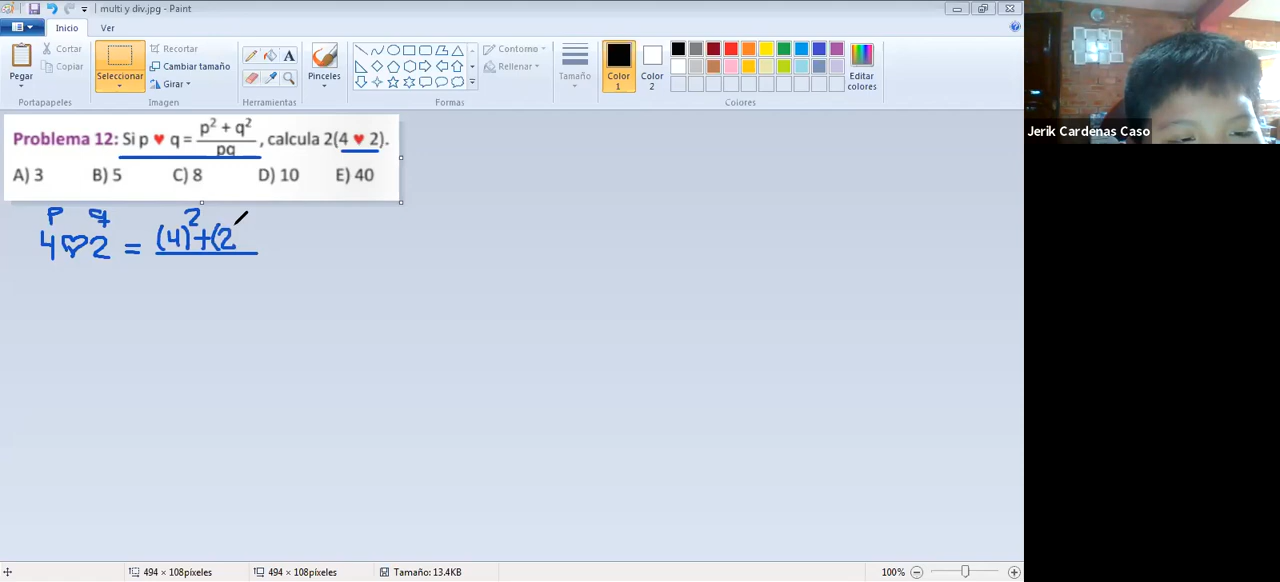 multi y div.jpg - Paint
Inicio Ver
Pegar
Cortar
Copiar
Portapapeles
Seleccionar
Recortar
Cambiar tamaño
Girar
Imagen
A
Herramientas
Pinceles
Formas
Contorno
Rellenar
Tamaño
Color 1
Color 2
Editar colores
Colores
Jerik Cardenas Caso
Problema 12: Si p ♥ q = (p² + q²)/pq , calcula 2(4 ♥ 2).
A) 3 B) 5 C) 8 D) 10 E) 40
p q
4♡2 = (4)²+(2
494 × 108píxeles 494 × 108píxeles Tamaño: 13.4KB 100%